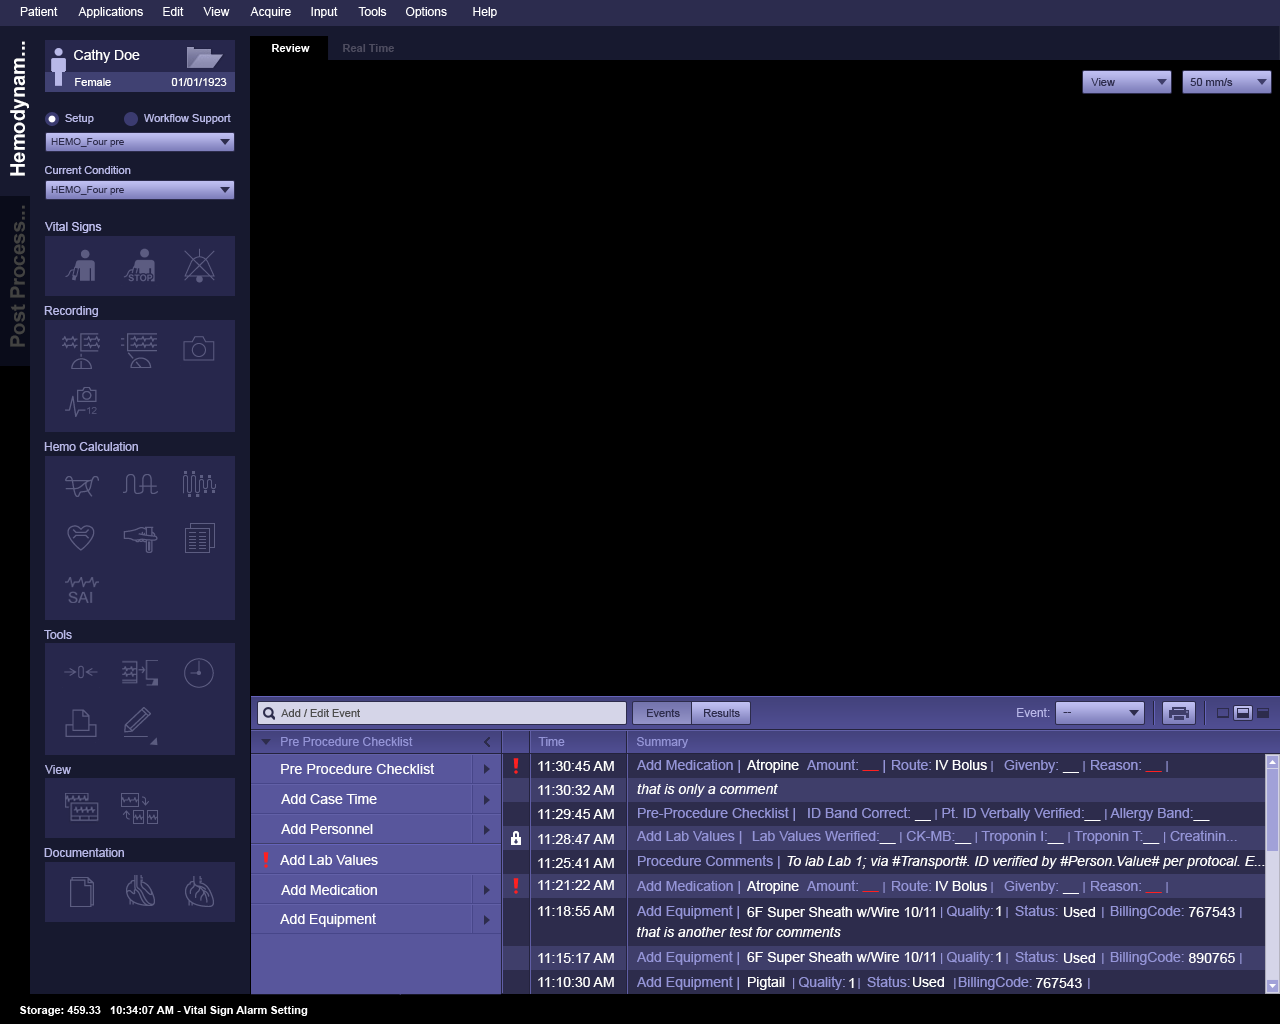 Patient Applications Edit View Acquire Input Tools Options Help
Hemodynam...
Post Process...
Cathy Doe
Female 01/01/1923
Setup Workflow Support
HEMO_Four pre
Current Condition
HEMO_Four pre
Vital Signs
STOP
Recording
12
Hemo Calculation
SAI
Tools
View
Documentation
Review Real Time
View 50 mm/s
Add / Edit Event Events Results Event: --
Pre Procedure Checklist Time Summary
Pre Procedure Checklist
Add Case Time
Add Personnel
! Add Lab Values
Add Medication
Add Equipment
! 11:30:45 AM Add Medication | Atropine Amount: __ | Route: IV Bolus | Givenby: __ | Reason: __ |
11:30:32 AM that is only a comment
11:29:45 AM Pre-Procedure Checklist | ID Band Correct: __ | Pt. ID Verbally Verified:__ | Allergy Band:__
11:28:47 AM Add Lab Values | Lab Values Werified:__ | CK-MB:__ | Troponin I:__ | Troponin T:__ | Creatinin...
11:25:41 AM Procedure Comments | To lab Lab 1; via #Transport#. ID verified by #Person.Value# per protocal. E...
! 11:21:22 AM Add Medication | Atropine Amount: __ | Route: IV Bolus | Givenby: __ | Reason: __ |
11:18:55 AM Add Equipment | 6F Super Sheath w/Wire 10/11 | Quality: 1 | Status: Used | BillingCode: 767543 |
that is another test for comments
11:15:17 AM Add Equipment | 6F Super Sheath w/Wire 10/11 | Quality: 1 | Status: Used | BillingCode: 890765 |
11:10:30 AM Add Equipment | Pigtail | Quality: 1 | Status: Used | BillingCode: 767543 |
Storage: 459.33 10:34:07 AM - Vital Sign Alarm Setting